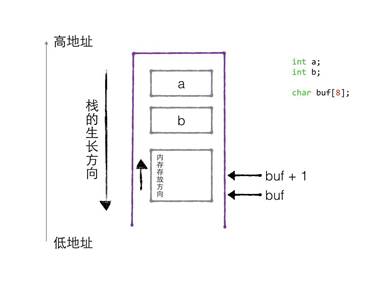 高地址
栈的生长方向
低地址
a
b
内存存放方向
buf + 1
buf
int a;
int b;
char buf[8];